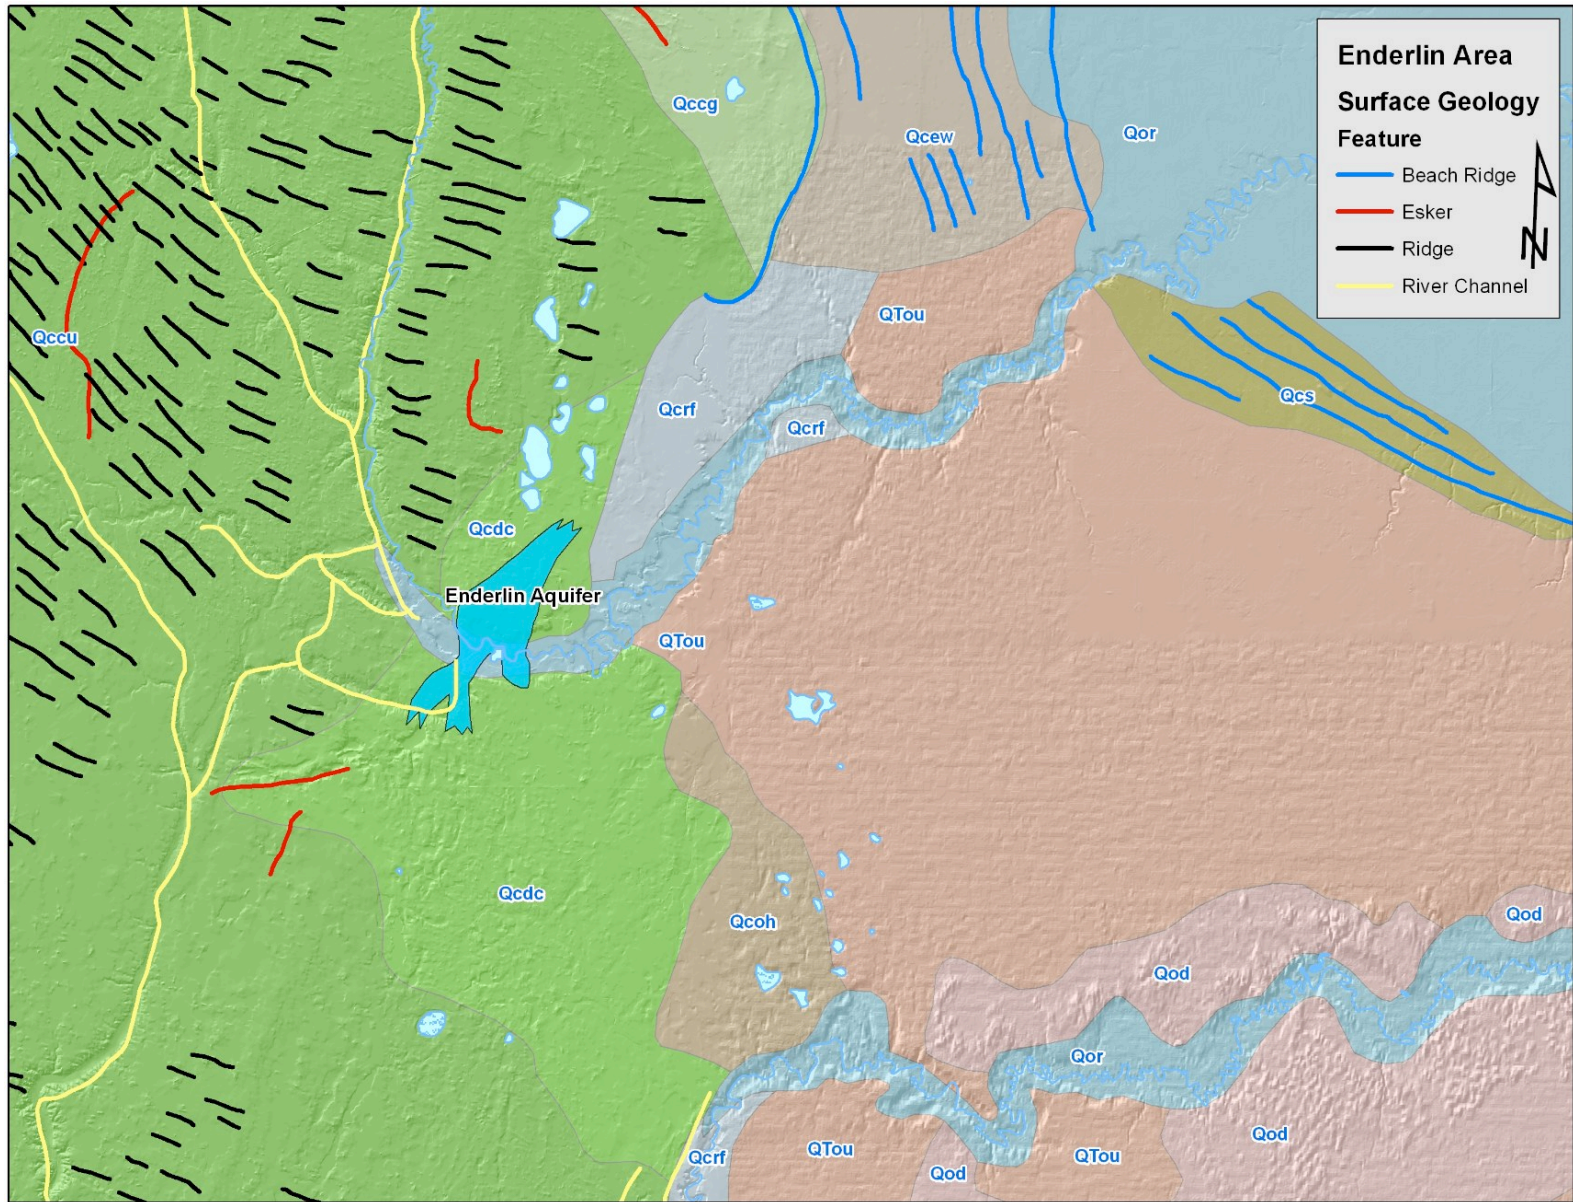 Enderlin Area
Surface Geology
Feature
Beach Ridge
Esker
Ridge
River Channel
N
Qccg
Qcew
Qor
QTou
Qccu
Qcs
Qcrf
Qcrf
Qcdc
Enderlin Aquifer
QTou
Qcdc
Qcoh
Qod
Qod
Qor
Qod
QTou
QTou
Qcrf
Qod